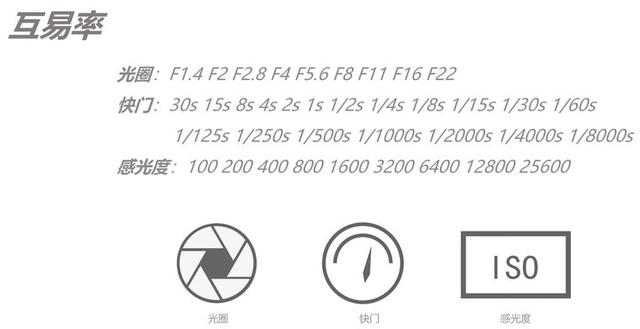 互易率
光圈：F1.4 F2 F2.8 F4 F5.6 F8 F11 F16 F22
快门：30s 15s 8s 4s 2s 1s 1/2s 1/4s 1/8s 1/15s 1/30s 1/60s
1/125s 1/250s 1/500s 1/1000s 1/2000s 1/4000s 1/8000s
感光度：100 200 400 800 1600 3200 6400 12800 25600
ISO
光圈 快门 感光度